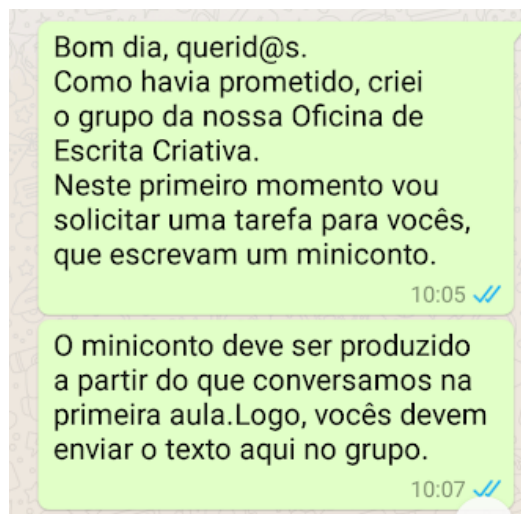 Bom dia, querid@s.
Como havia prometido, criei
o grupo da nossa Oficina de
Escrita Criativa.
Neste primeiro momento vou
solicitar uma tarefa para vocês,
que escrevam um miniconto.
10:05
O miniconto deve ser produzido
a partir do que conversamos na
primeira aula.Logo, vocês devem
enviar o texto aqui no grupo.
10:07